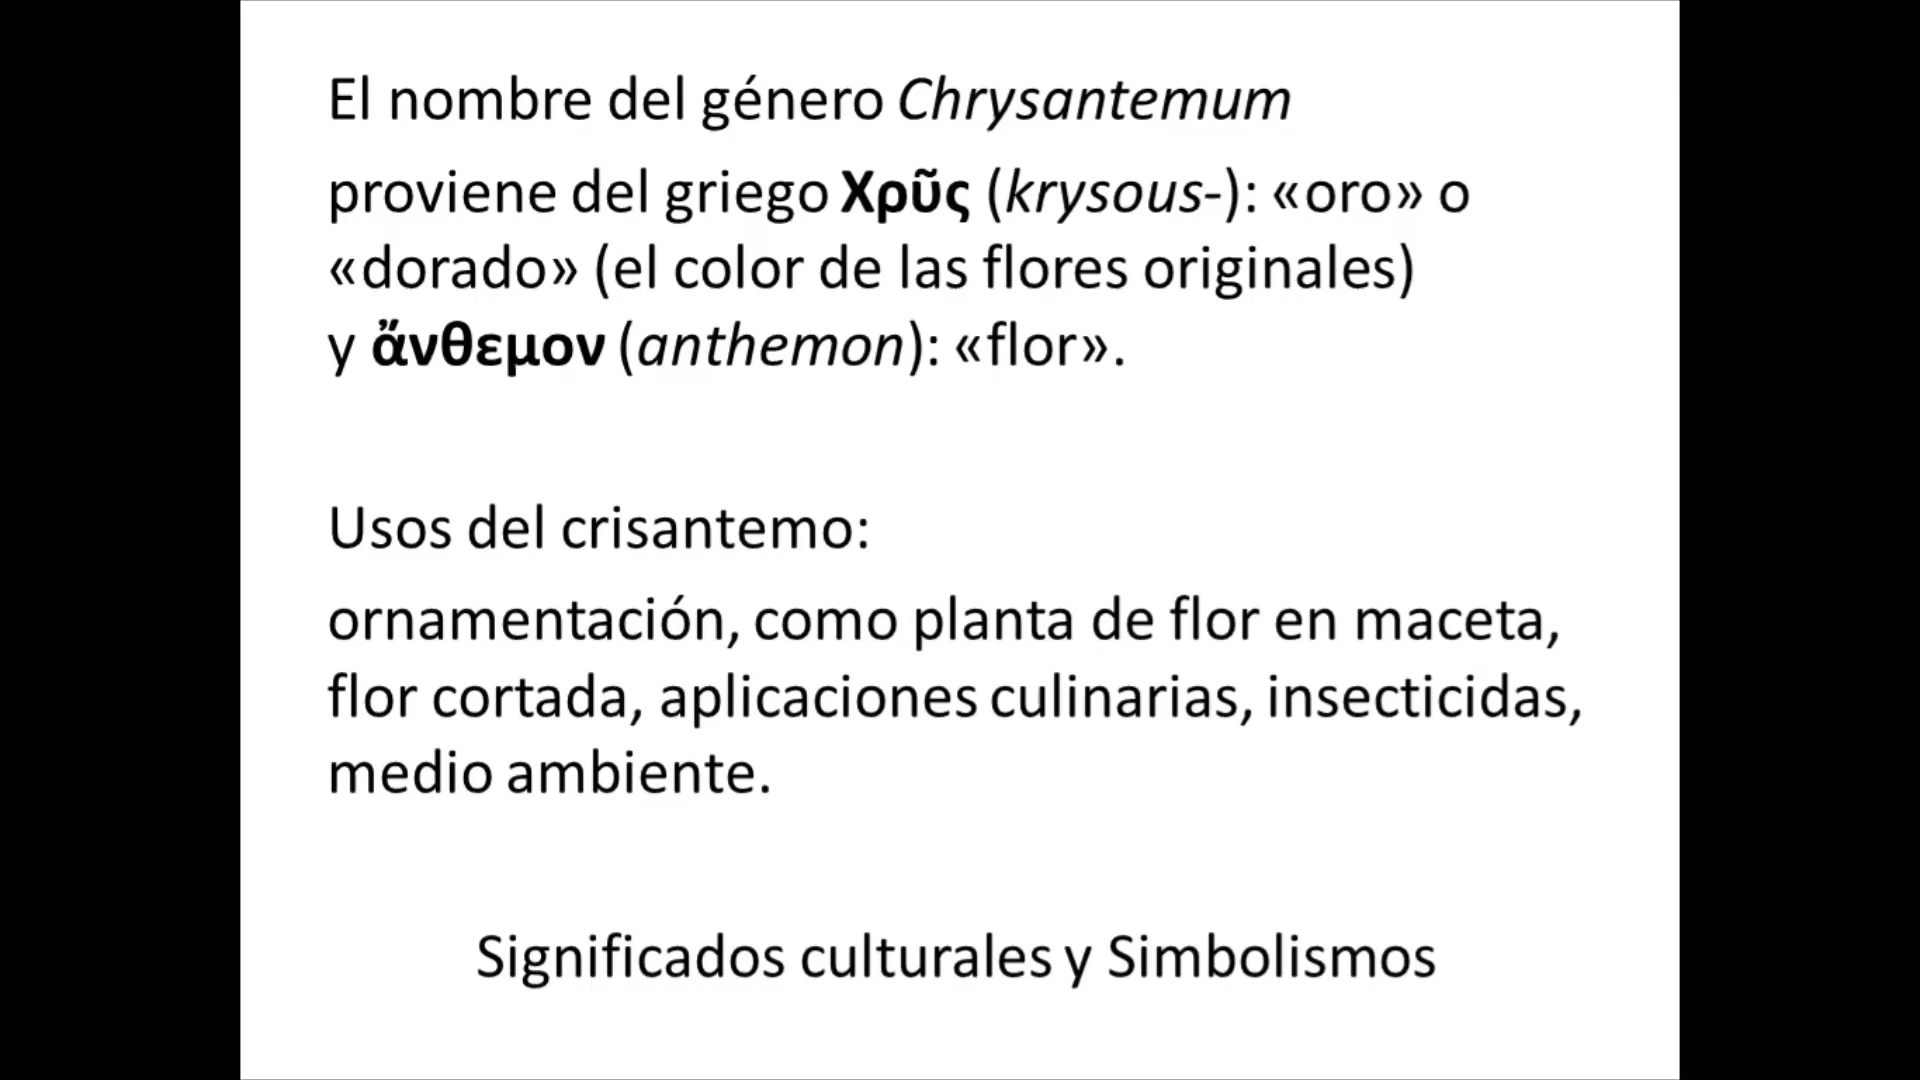 El nombre del género Chrysantemum
proviene del griego Χρῦς (krysous-): «oro» o
«dorado» (el color de las flores originales)
y ἄνθεμον (anthemon): «flor».
Usos del crisantemo:
ornamentación, como planta de flor en maceta,
flor cortada, aplicaciones culinarias, insecticidas,
medio ambiente.
Significados culturales y Simbolismos